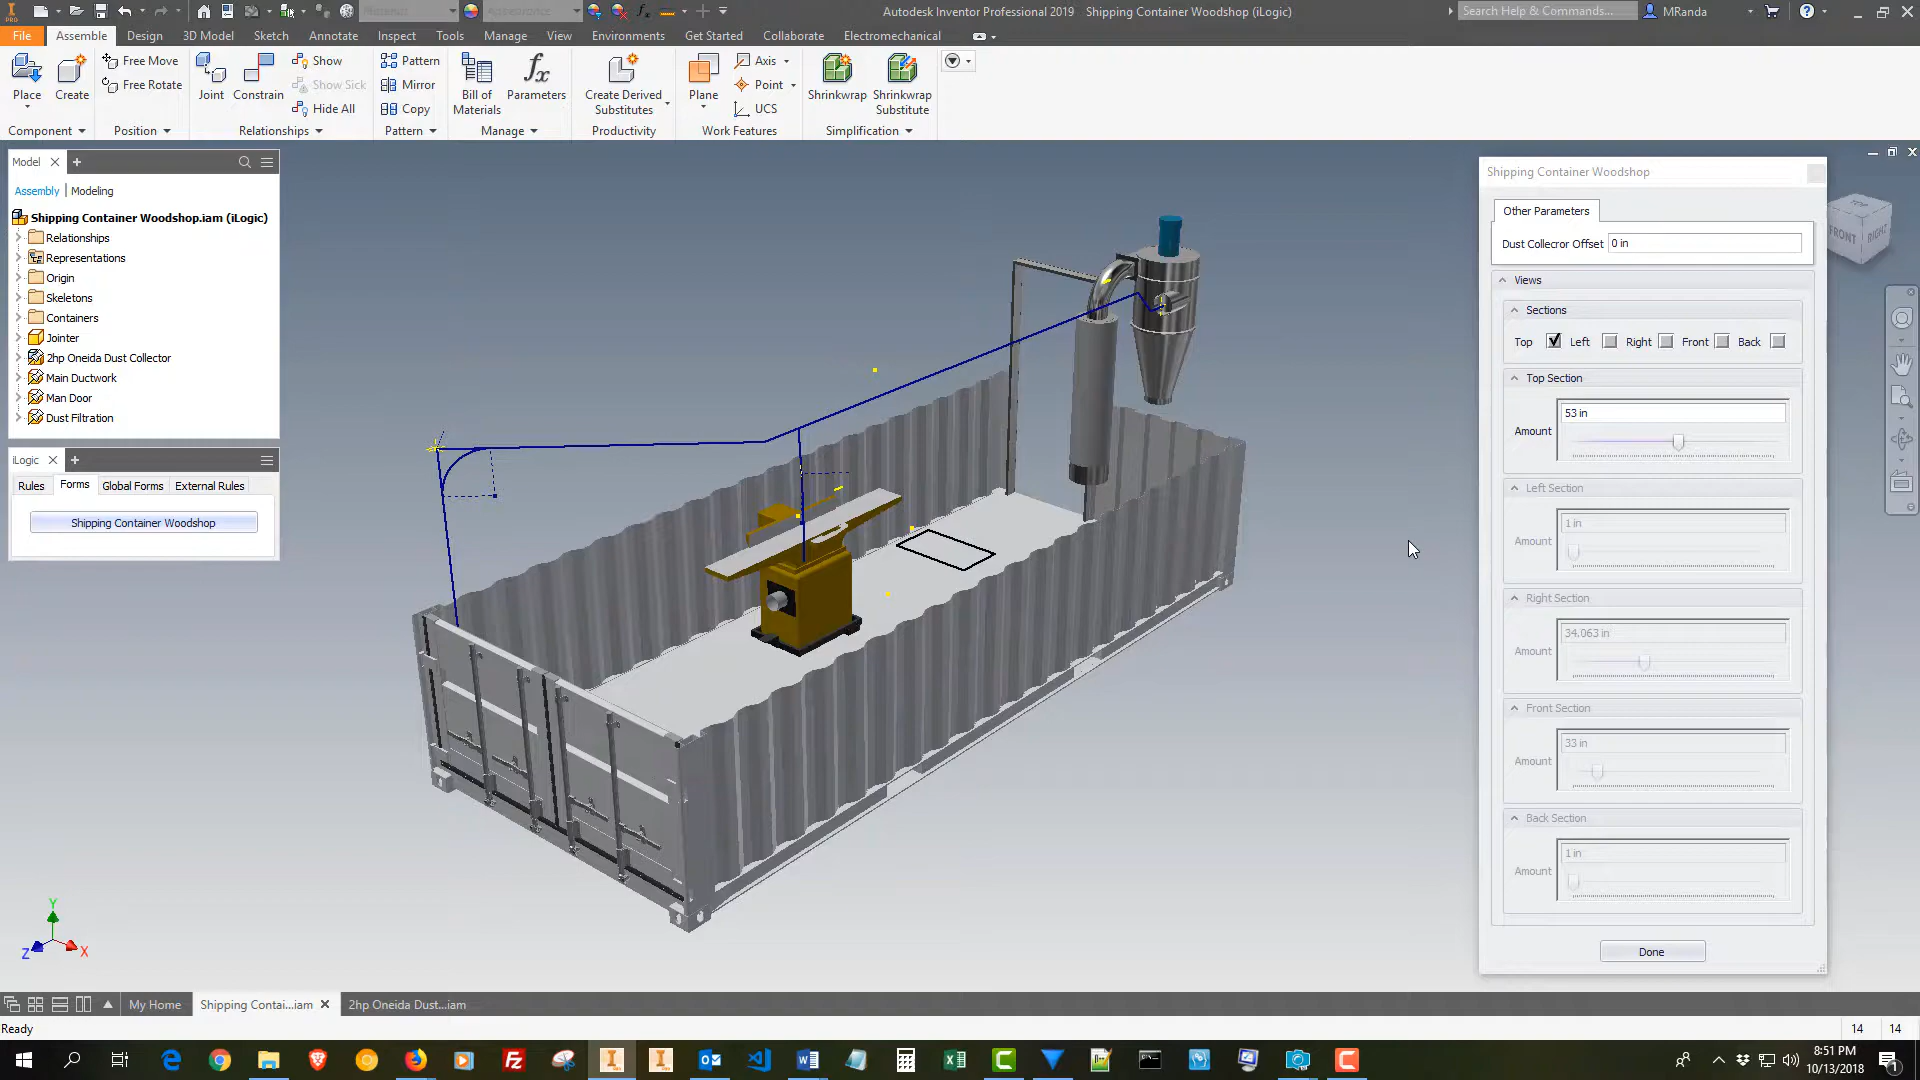 Material
Appearance
Autodesk Inventor Professional 2019 Shipping Container Woodshop (iLogic)
Search Help & Commands...
MRanda
File Assemble Design 3D Model Sketch Annotate Inspect Tools Manage View Environments Get Started Collaborate Electromechanical
Place
Create
Free Move
Free Rotate
Joint
Constrain
Show
Show Sick
Hide All
Pattern
Mirror
Copy
Bill of
Materials
fx
Parameters
Create Derived
Substitutes
Plane
Axis
Point
UCS
Shrinkwrap
Shrinkwrap
Substitute
Component Position Relationships Pattern Manage Productivity Work Features Simplification
Model
Assembly | Modeling
Shipping Container Woodshop.iam (iLogic)
Relationships
Representations
Origin
Skeletons
Containers
Jointer
2hp Oneida Dust Collector
Main Ductwork
Man Door
Dust Filtration
iLogic
Rules Forms Global Forms External Rules
Shipping Container Woodshop
TOP
FRONT
RIGHT
Shipping Container Woodshop
Other Parameters
Dust Collecror Offset 0 in
Views
Sections
Top Left Right Front Back
Top Section
Amount 53 in
Left Section
Amount 1 in
Right Section
Amount 34.063 in
Front Section
Amount 33 in
Back Section
Amount 1 in
Done
Y
Z X
My Home Shipping Contai...iam 2hp Oneida Dust...iam
Ready
14 14
8:51 PM
10/13/2018